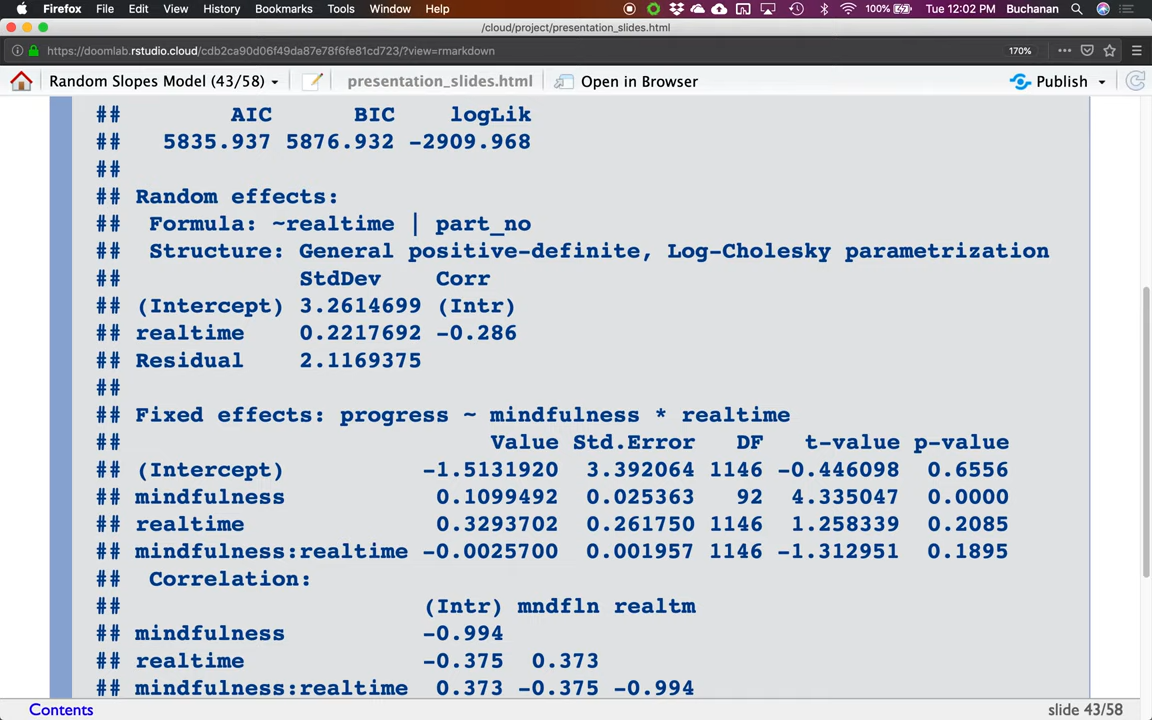 Firefox File Edit View History Bookmarks Tools Window Help 100% Tue 12:02 PM Buchanan
/cloud/project/presentation_slides.html
https://doomlab.rstudio.cloud/cdb2ca90d06f49da87e78f6fe81cd723/?view=rmarkdown 170%
Random Slopes Model (43/58) presentation_slides.html Open in Browser Publish
## AIC BIC logLik
## 5835.937 5876.932 -2909.968
##
## Random effects:
## Formula: ~realtime | part_no
## Structure: General positive-definite, Log-Cholesky parametrization
## StdDev Corr
## (Intercept) 3.2614699 (Intr)
## realtime 0.2217692 -0.286
## Residual 2.1169375
##
## Fixed effects: progress ~ mindfulness * realtime
## Value Std.Error DF t-value p-value
## (Intercept) -1.5131920 3.392064 1146 -0.446098 0.6556
## mindfulness 0.1099492 0.025363 92 4.335047 0.0000
## realtime 0.3293702 0.261750 1146 1.258339 0.2085
## mindfulness:realtime -0.0025700 0.001957 1146 -1.312951 0.1895
## Correlation:
## (Intr) mndfln realtm
## mindfulness -0.994
## realtime -0.375 0.373
## mindfulness:realtime 0.373 -0.375 -0.994
Contents slide 43/58